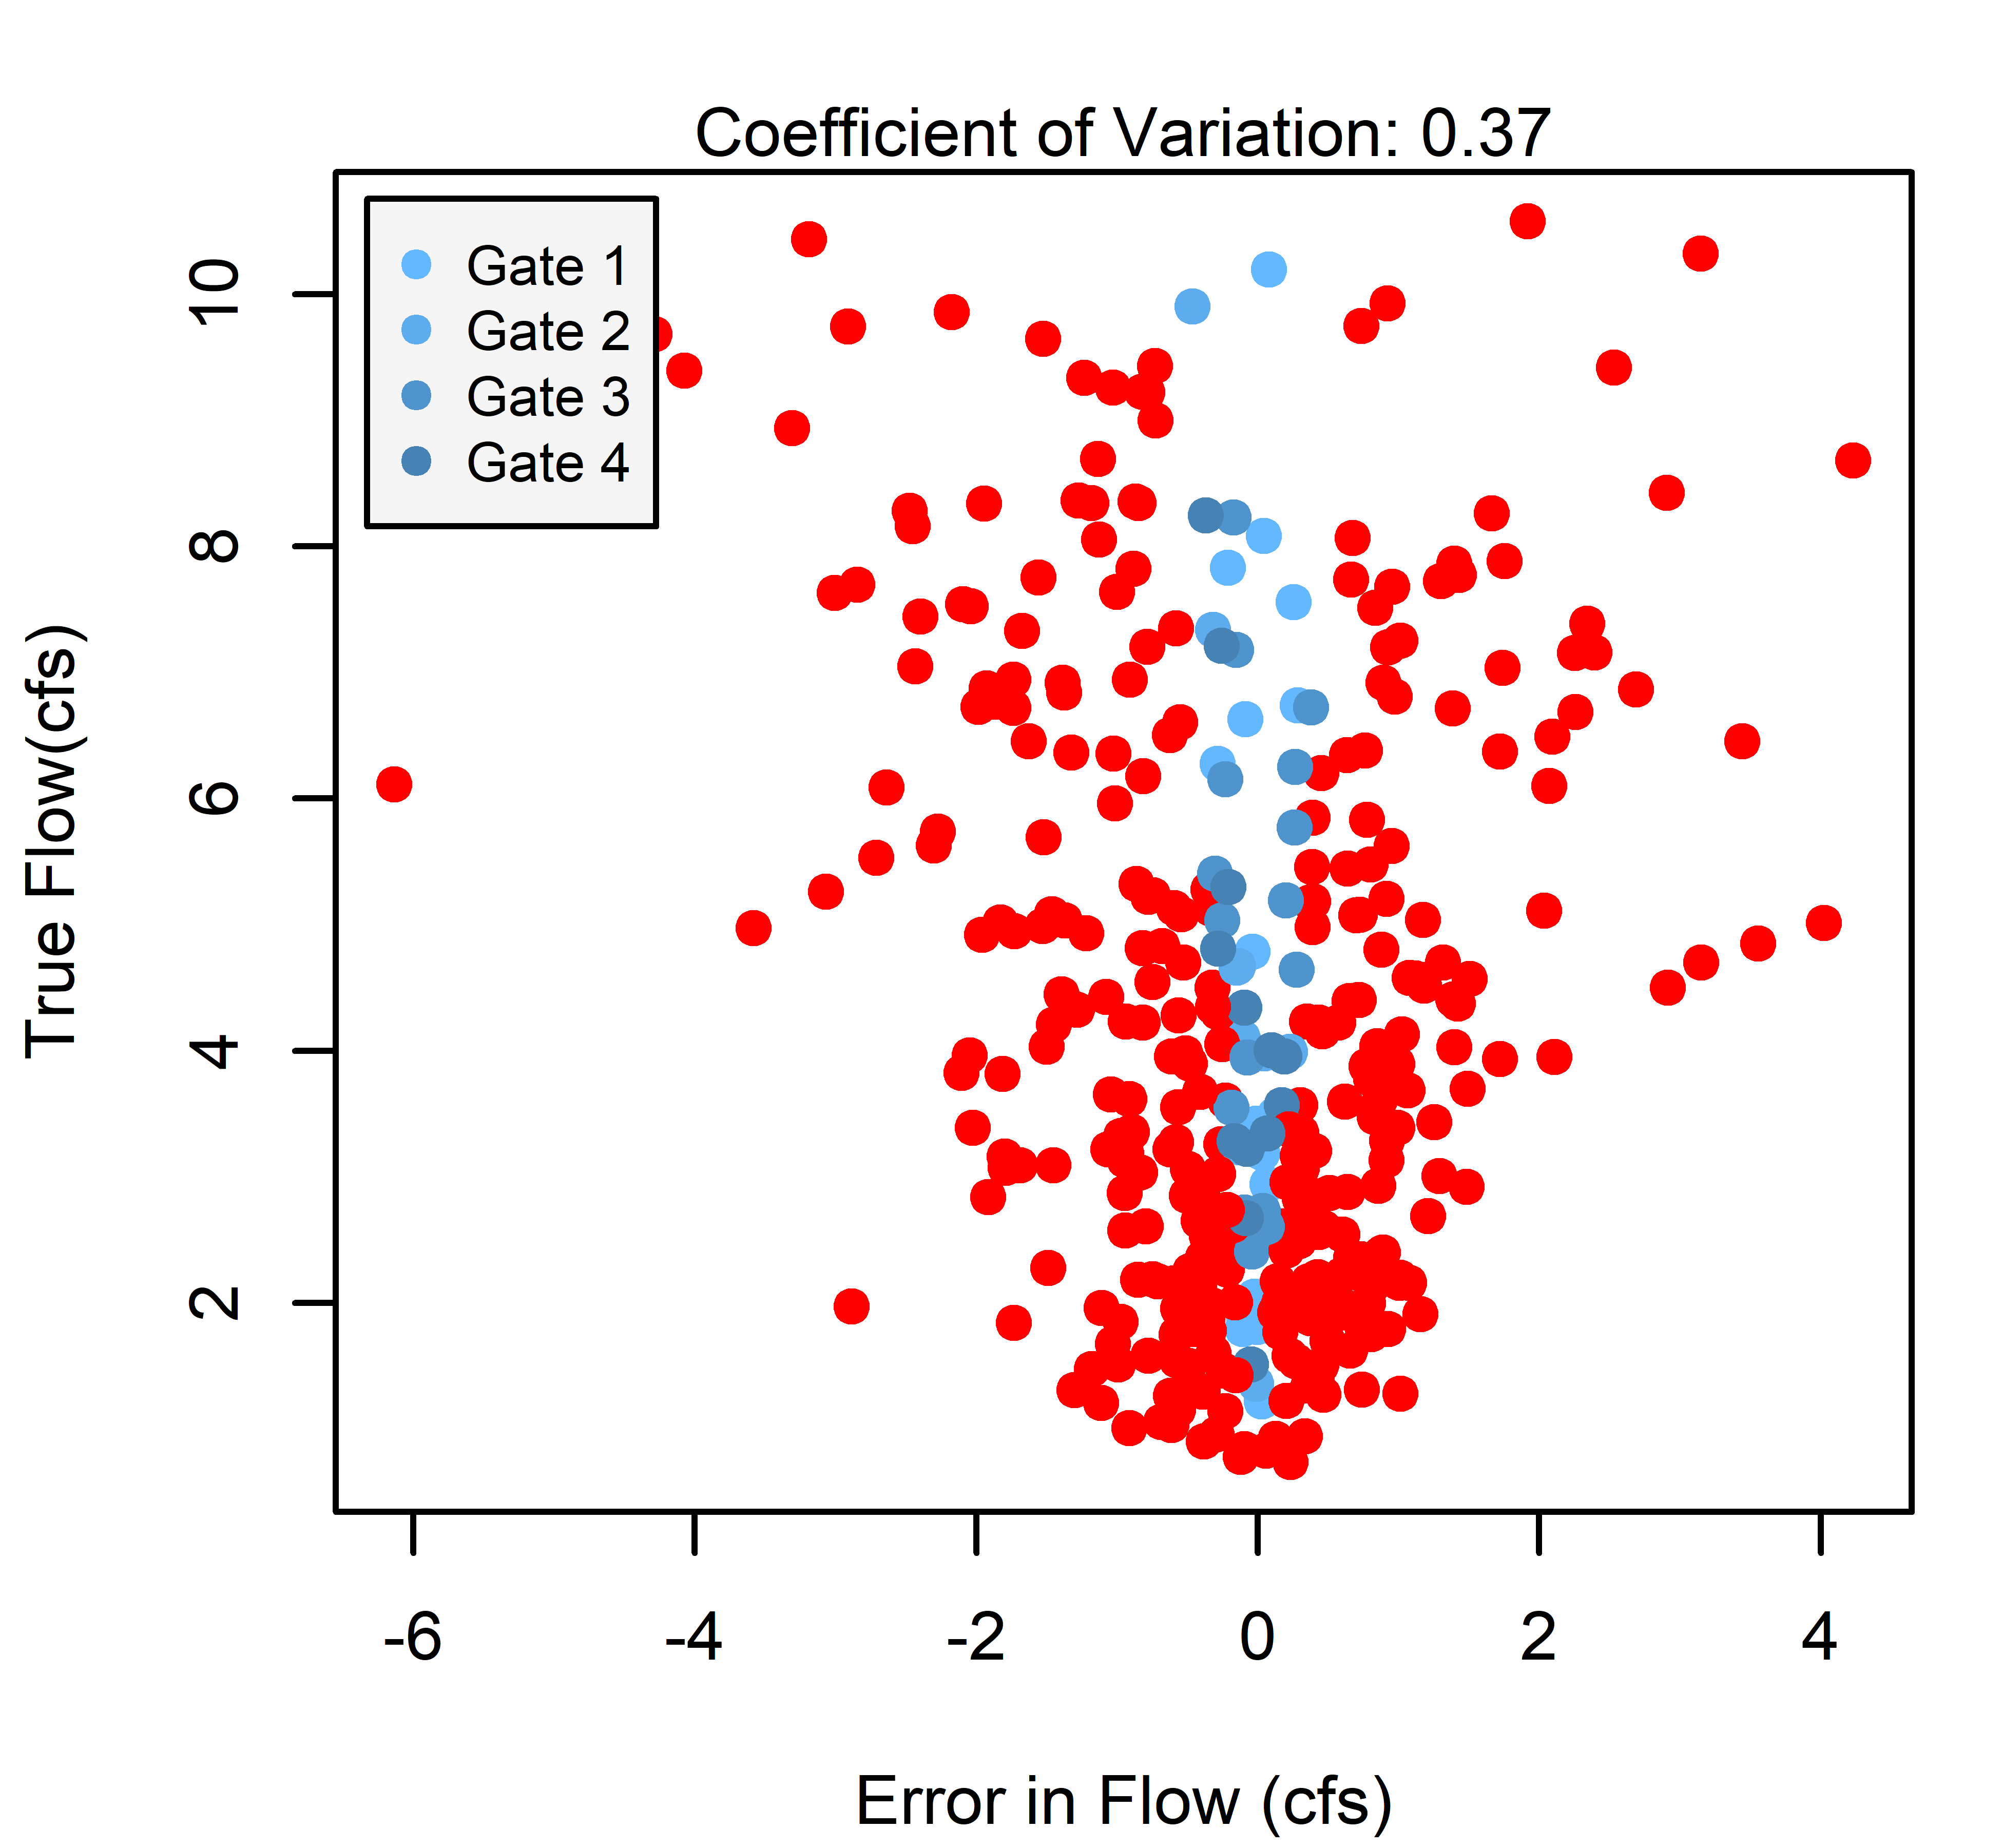 Coefficient of Variation: 0.37
Gate 1
Gate 2
Gate 3
Gate 4
True Flow(cfs)
10
8
6
4
2
-6 -4 -2 0 2 4
Error in Flow (cfs)